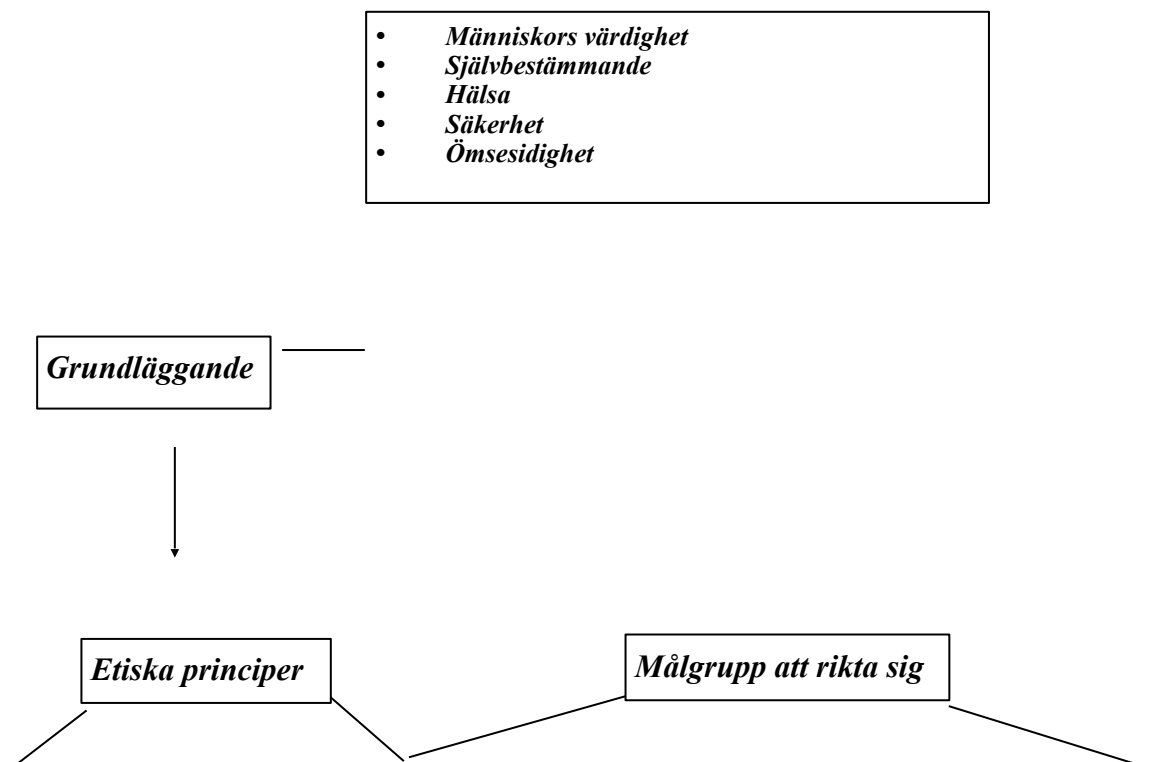 • Människors värdighet
• Självbestämmande
• Hälsa
• Säkerhet
• Ömsesidighet
Grundläggande
Etiska principer
Målgrupp att rikta sig